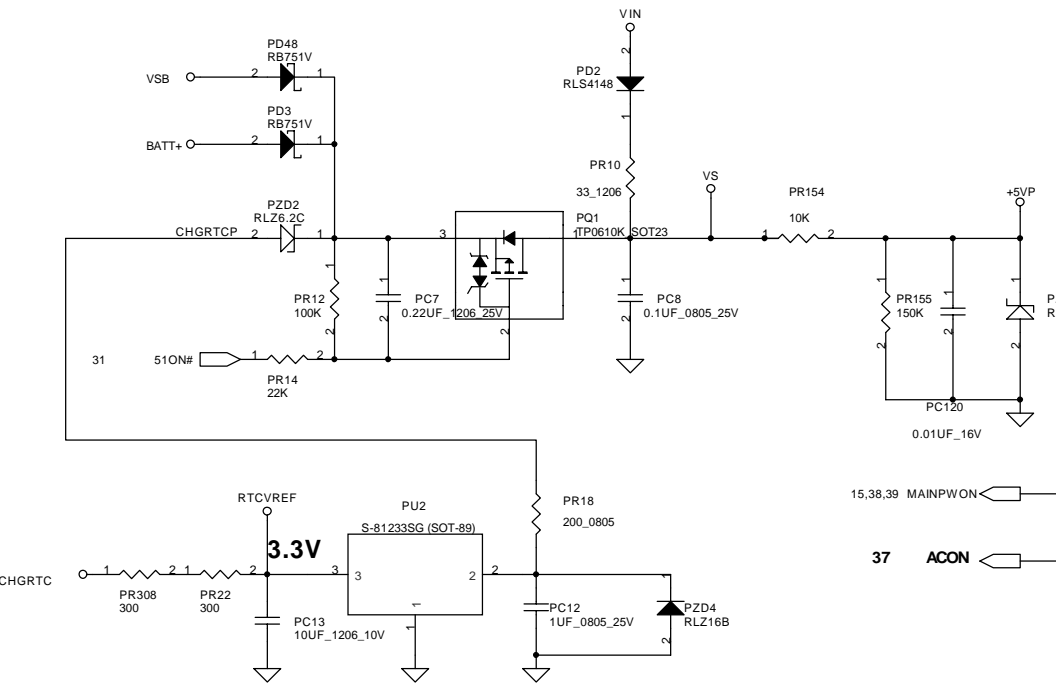 VIN
PD48
RB751V
VSB
2
1
2
PD2
RLS4148
1
PD3
RB751V
BATT+
2
1
PR10
33_1206
VS
PR154
10K
+5VP
PZD2
RLZ6.2C
CHGRTCP
2
1
3
PQ1
TP0610K_SOT23
1
1
2
1
PR12
100K
2
1
PC7
0.22UF_1206_25V
2
2
1
PC8
0.1UF_0805_25V
2
1
PR155
150K
2
1
2
1
2
31
51ON#
1
2
PR14
22K
PC120
0.01UF_16V
RTCVREF
PU2
S-81233SG (SOT-89)
PR18
200_0805
15,38,39
MAINPWON
3.3V
37
ACON
CHGRTC
1
2
1
2
3
3
2
2
PR308
300
PR22
300
1
1
PC13
10UF_1206_10V
PC12
1UF_0805_25V
1
PZD4
RLZ16B
2